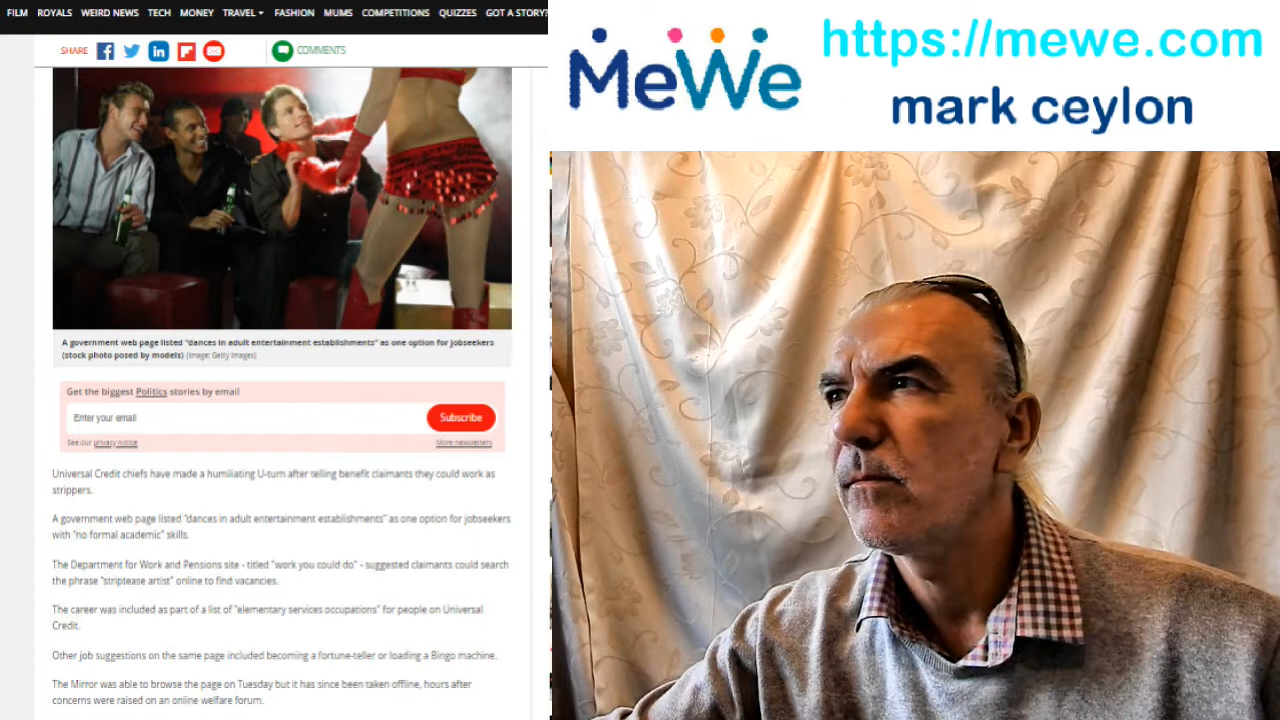 FILM ROYALS WEIRD NEWS TECH MONEY TRAVEL FASHION MUMS COMPETITIONS QUIZZES GOT A STORY?
SHARE
COMMENTS
A government web page listed "dances in adult entertainment establishments" as one option for jobseekers
(stock photo posed by models) (Image: Getty Images)
Get the biggest Politics stories by email
Enter your email
Subscribe
See our privacy notice
More newsletters
Universal Credit chiefs have made a humiliating U-turn after telling benefit claimants they could work as
strippers.
A government web page listed "dances in adult entertainment establishments" as one option for jobseekers
with "no formal academic" skills.
The Department for Work and Pensions site - titled "work you could do" - suggested claimants could search
the phrase "striptease artist" online to find vacancies.
The career was included as part of a list of "elementary services occupations" for people on Universal
Credit.
Other job suggestions on the same page included becoming a fortune-teller or loading a Bingo machine.
The Mirror was able to browse the page on Tuesday but it has since been taken offline, hours after
concerns were raised on an online welfare forum.
MeWe
https://mewe.com
mark ceylon